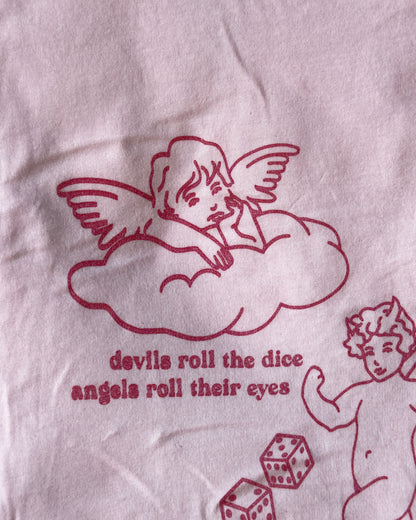 devils roll the dice
angels roll their eyes